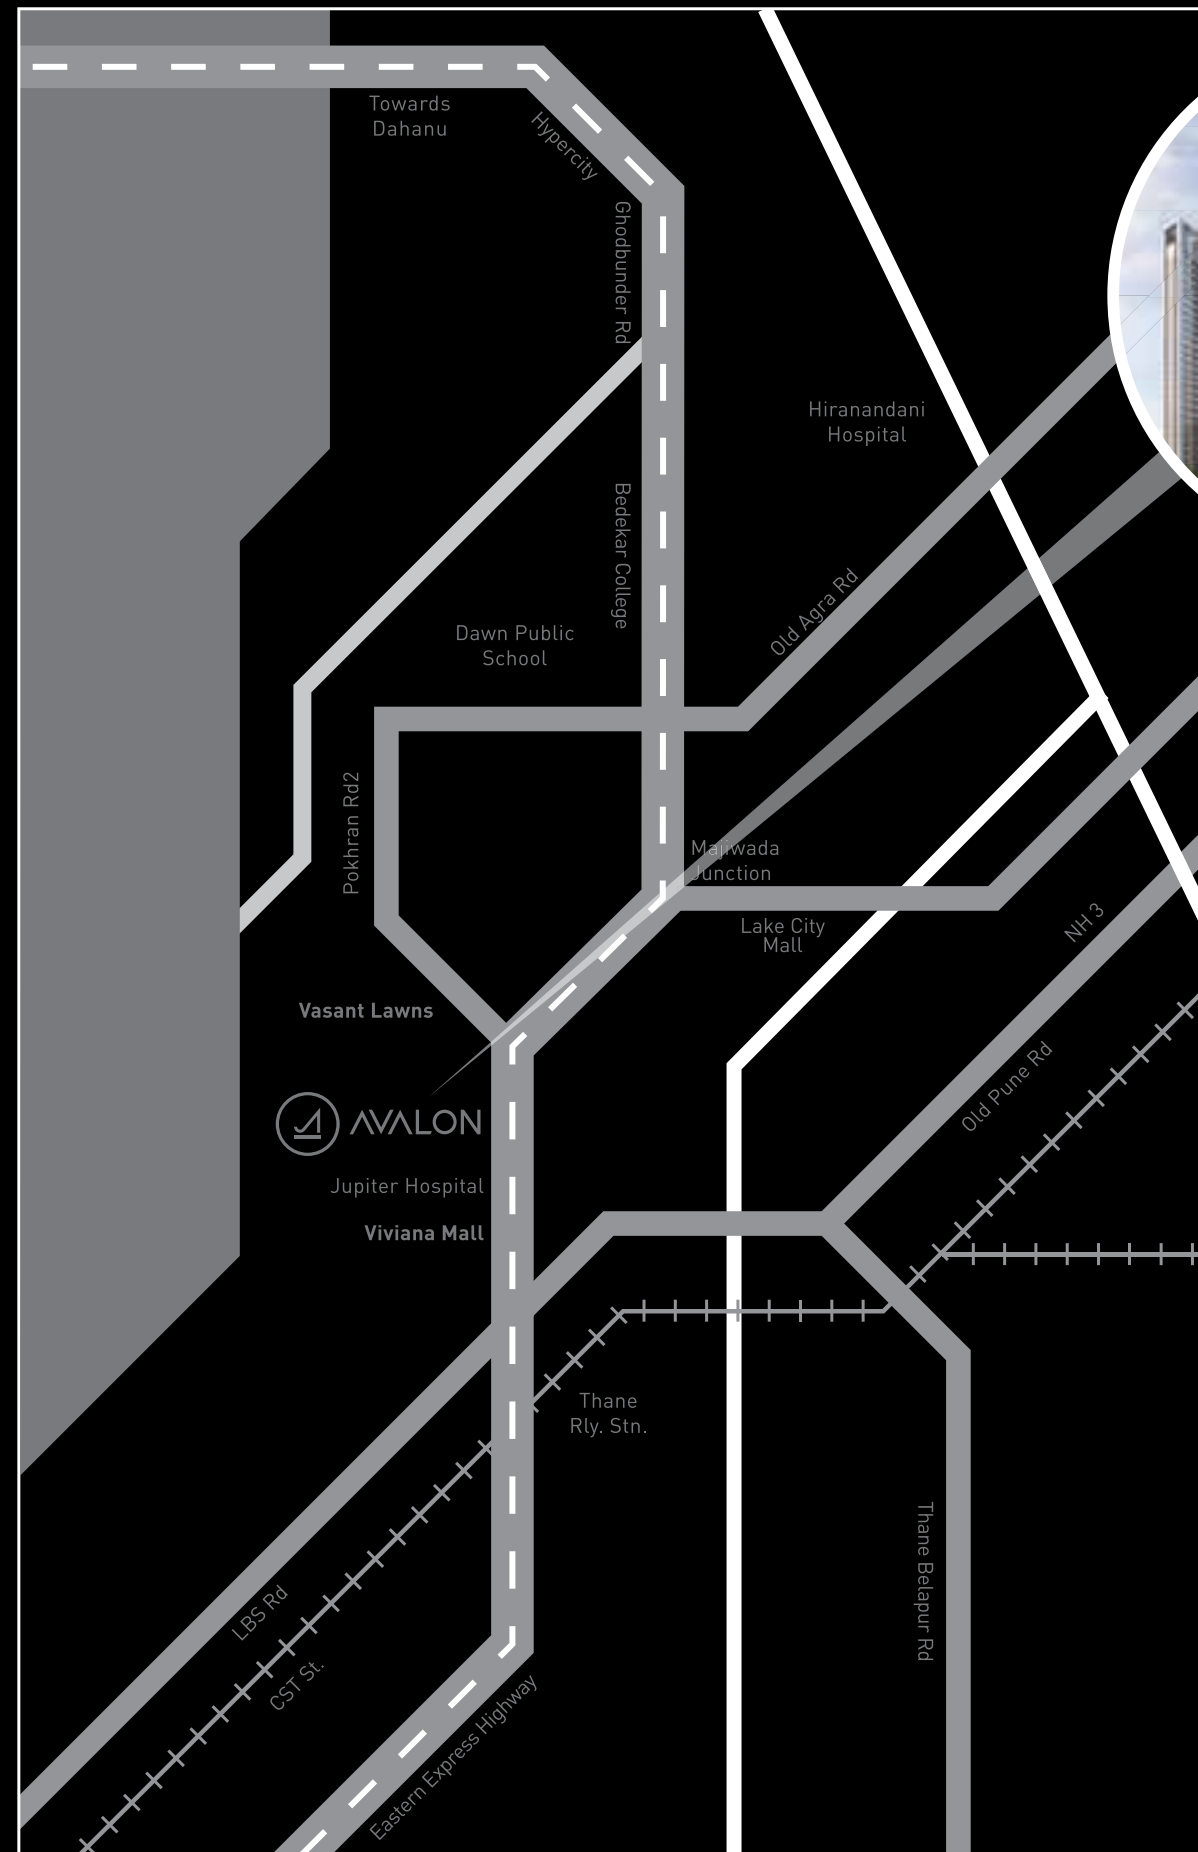 Towards
Dahanu
Hypercity
Ghodbunder Rd
Hiranandani
Hospital
Bedekar College
Old Agra Rd
Dawn Public
School
Pokhran Rd2
Majiwada
Junction
Lake City
Mall
NH 3
Vasant Lawns
Old Pune Rd
AVALON
Jupiter Hospital
Viviana Mall
Thane
Rly. Stn.
Thane Belapur Rd
LBS Rd
CST St.
Eastern Express Highway